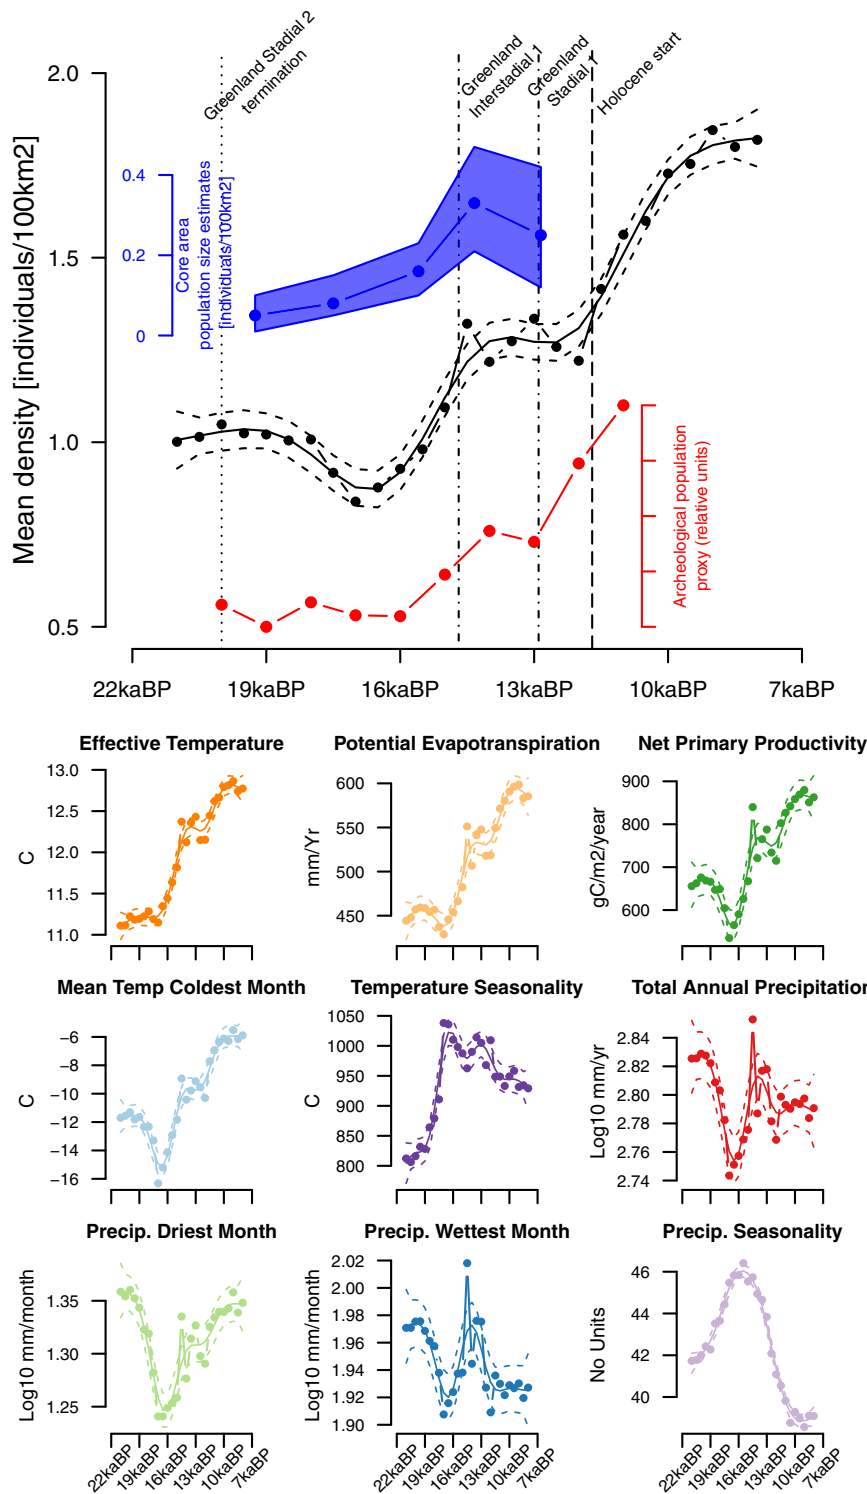 Greenland Stadial 2
termination
Greenland
Interstadial 1
Greenland
Stadial 1
Holocene start
2.0
1.5
1.0
0.5
Mean density [individuals/100km2]
0.4
0.2
0
Core area
population size estimates
[individuals/100km2]
Archeological population
proxy (relative units)
22kaBP 19kaBP 16kaBP 13kaBP 10kaBP 7kaBP
Effective Temperature
13.0
12.5
12.0
11.5
11.0
C
Potential Evapotranspiration
600
550
500
450
mm/Yr
Net Primary Productivity
900
800
700
600
gC/m2/year
Mean Temp Coldest Month
−6
−8
−10
−12
−14
−16
C
Temperature Seasonality
1050
1000
950
900
850
800
C
Total Annual Precipitation
2.84
2.82
2.80
2.78
2.76
2.74
Log10 mm/yr
Precip. Driest Month
1.35
1.30
1.25
Log10 mm/month
22kaBP 19kaBP 16kaBP 13kaBP 10kaBP 7kaBP
Precip. Wettest Month
2.02
2.00
1.98
1.96
1.94
1.92
1.90
Log10 mm/month
22kaBP 19kaBP 16kaBP 13kaBP 10kaBP 7kaBP
Precip. Seasonality
46
44
42
40
No Units
22kaBP 19kaBP 16kaBP 13kaBP 10kaBP 7kaBP